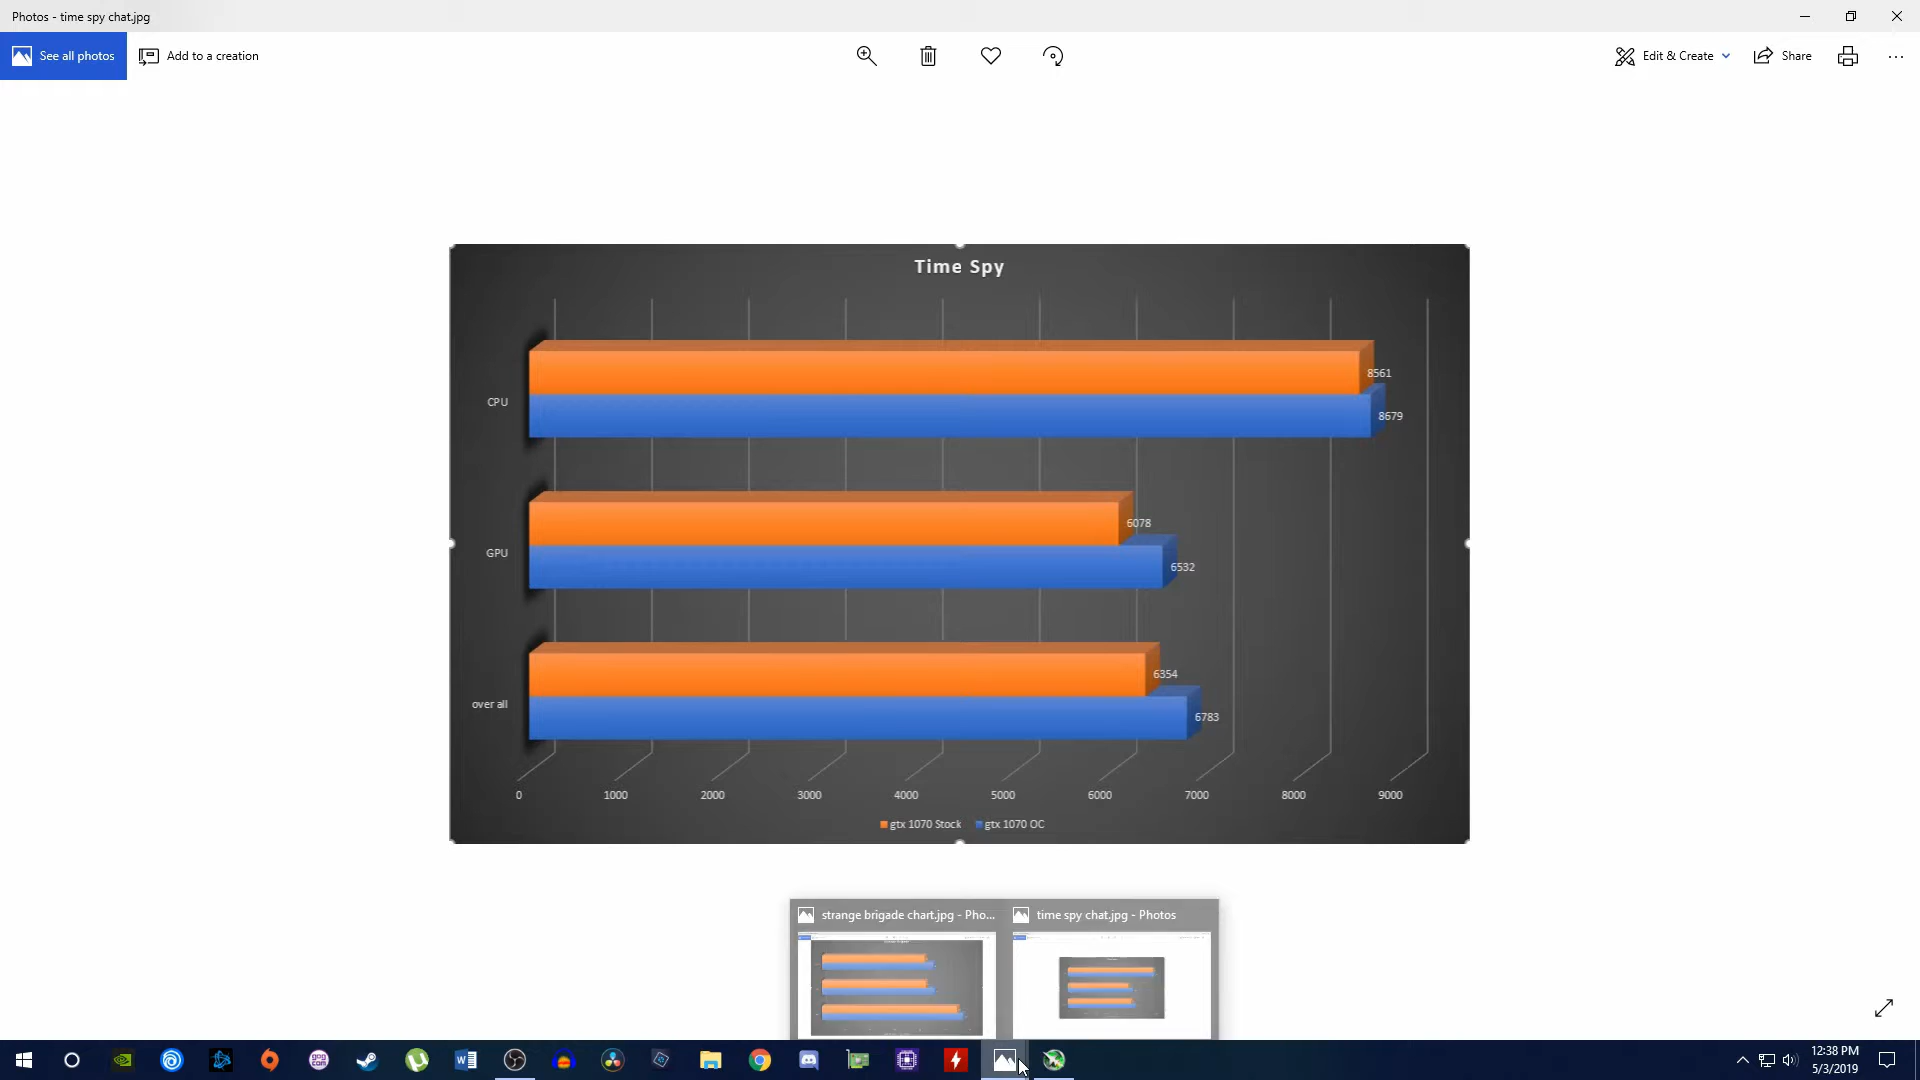 Photos - time spy chat.jpg
See all photos
Add to a creation
Edit & Create
Share
Time Spy
CPU
8561
8679
GPU
6078
6532
over all
6354
6783
0 1000 2000 3000 4000 5000 6000 7000 8000 9000
gtx 1070 Stock gtx 1070 OC
strange brigade chart.jpg - Pho...
time spy chat.jpg - Photos
12:38 PM
5/3/2019